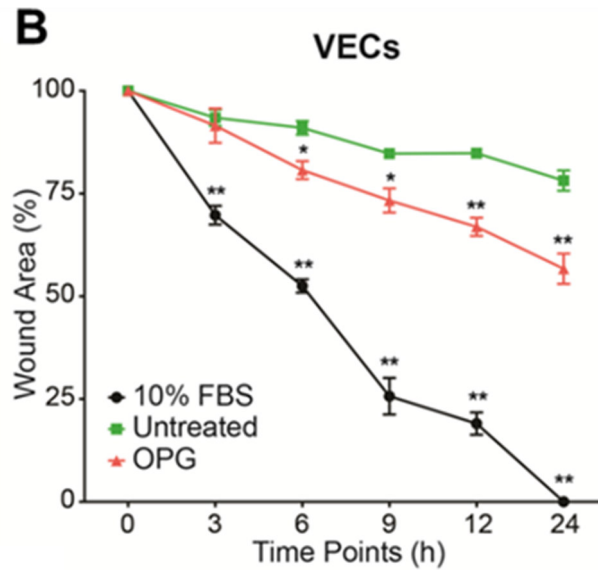 B
VECs
100
75
50
25
0
Wound Area (%)
**
**
*
**
*
**
**
**
**
**
10% FBS
Untreated
OPG
0 3 6 9 12 24
Time Points (h)